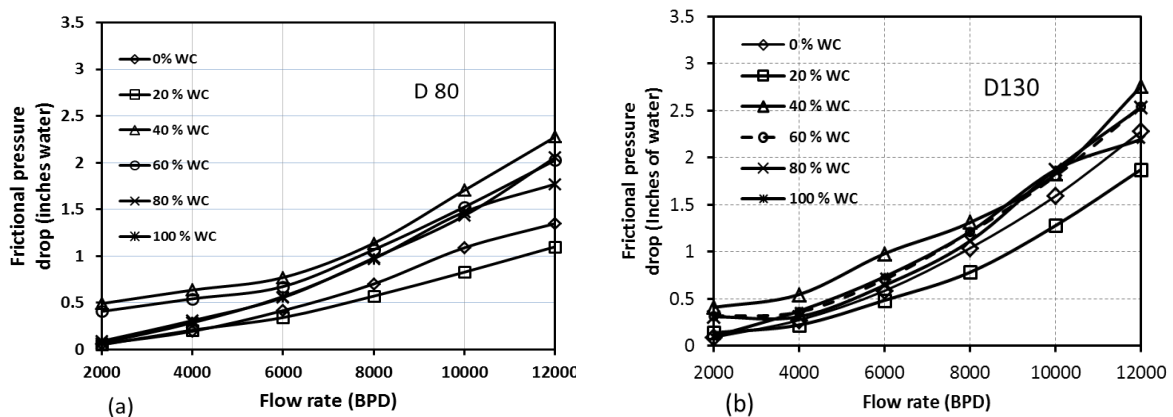 Frictional pressure
drop (inches water)
3.5
3
2.5
2
1.5
1
0.5
0
0% WC
20 % WC
40 % WC
60 % WC
80 % WC
100 % WC
D 80
2000 4000 6000 8000 10000 12000
(a) Flow rate (BPD)
(b)
Frictional pressure
drop (Inches of water)
3.5
3
2.5
2
1.5
1
0.5
0
0 % WC
20 % WC
40 % WC
60 % WC
80 % WC
100 % WC
D130
2000 4000 6000 8000 10000 12000
Flow rate (BPD) (b)